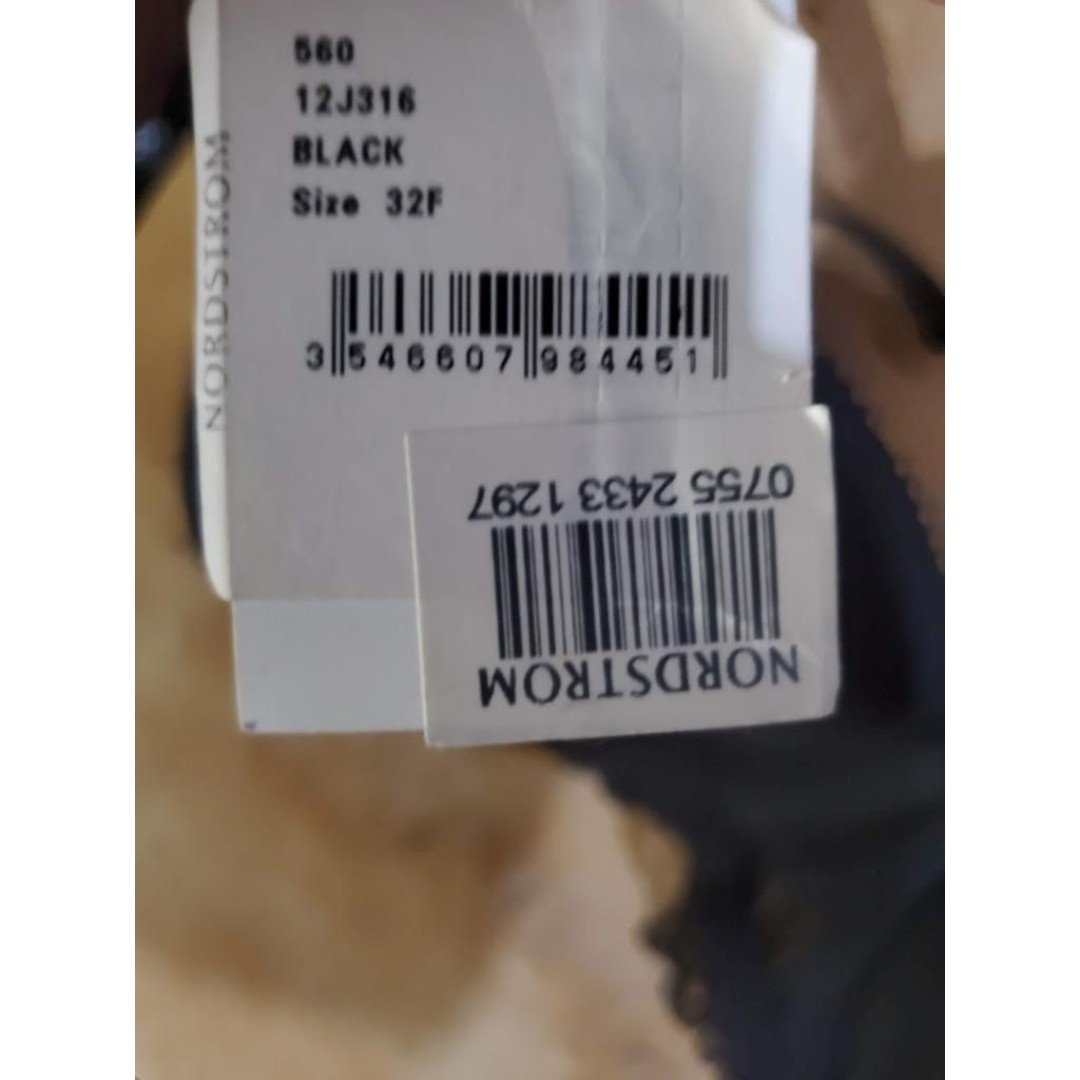 560
12J316
BLACK
Size 32F
NORDSTROM
3 546607 984451
0755 2433 1297
NORDSTROM